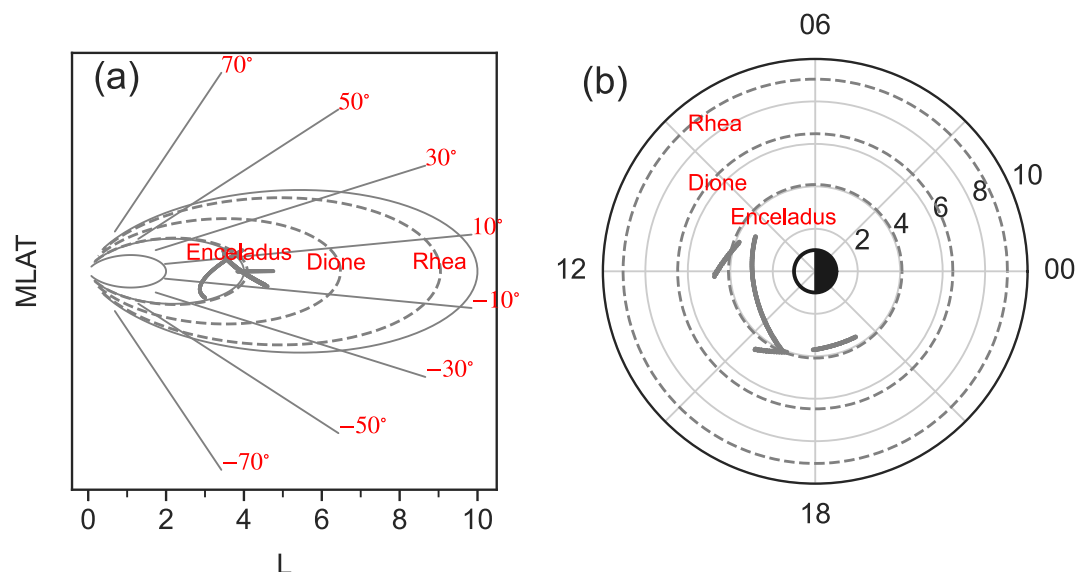 (a)
70°
50°
30°
10°
Enceladus
Dione
Rhea
−10°
−30°
−50°
−70°
MLAT
0
2
4
6
8
10
L
(b)
06
Rhea
Dione
Enceladus
2
4
6
8
10
12
00
18